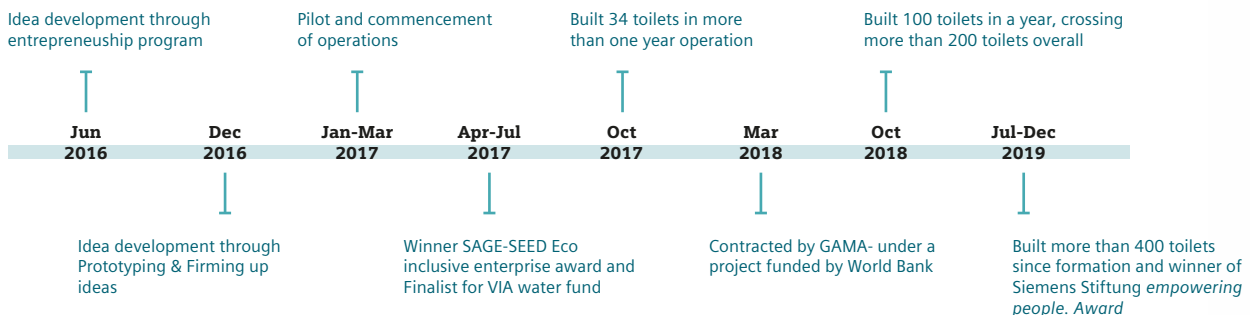 Idea development through
entrepreneuship program
Pilot and commencement
of operations
Built 34 toilets in more
than one year operation
Built 100 toilets in a year, crossing
more than 200 toilets overall
Jun
2016
Dec
2016
Jan-Mar
2017
Apr-Jul
2017
Oct
2017
Mar
2018
Oct
2018
Jul-Dec
2019
Idea development through
Prototyping & Firming up
ideas
Winner SAGE-SEED Eco
inclusive enterprise award and
Finalist for VIA water fund
Contracted by GAMA- under a
project funded by World Bank
Built more than 400 toilets
since formation and winner of
Siemens Stiftung empowering
people. Award